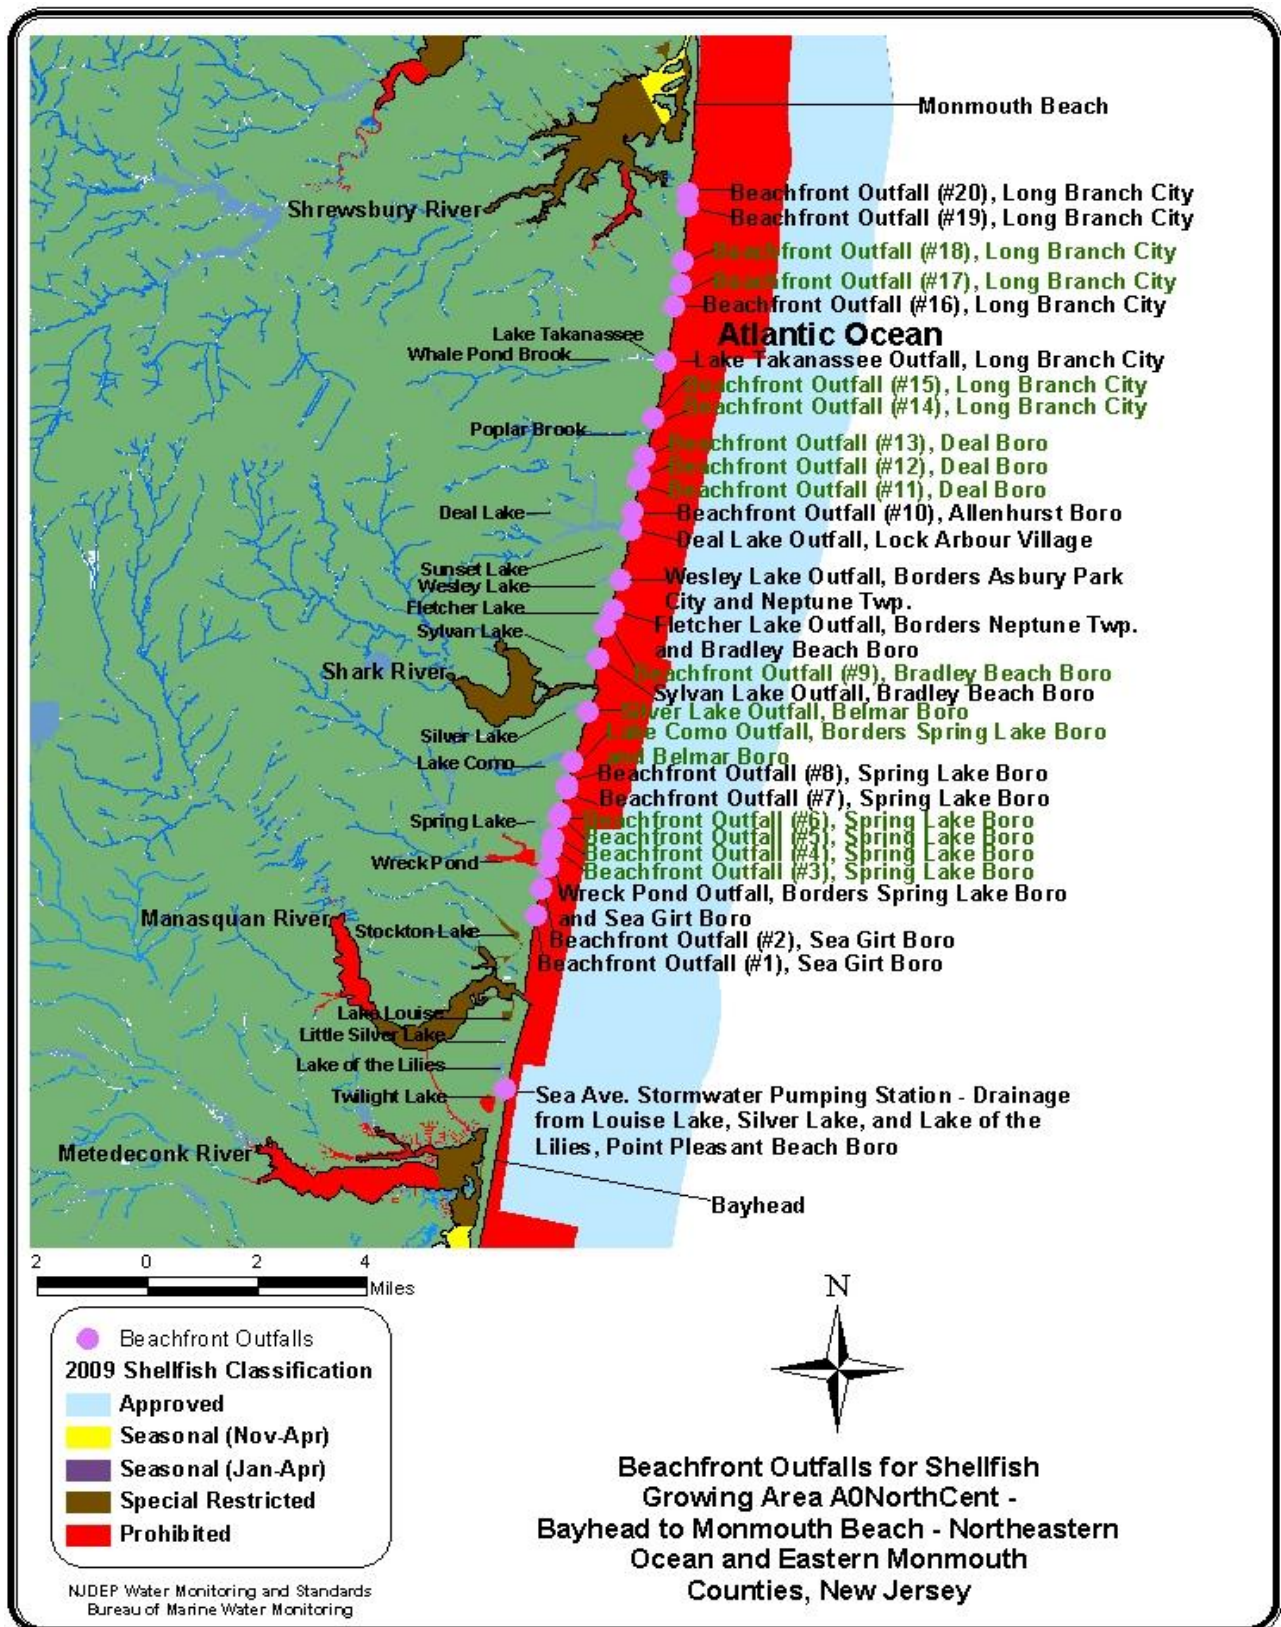 Monmouth Beach
Beachfront Outfall (#20), Long Branch City
Shrewsbury River
Beachfront Outfall (#19), Long Branch City
Beachfront Outfall (#18), Long Branch City
Beachfront Outfall (#17), Long Branch City
Beachfront Outfall (#16), Long Branch City
Atlantic Ocean
Lake Takanassee
Whale Pond Brook
Lake Takanassee Outfall, Long Branch City
Beachfront Outfall (#15), Long Branch City
Beachfront Outfall (#14), Long Branch City
Poplar Brook
Beachfront Outfall (#13), Deal Boro
Beachfront Outfall (#12), Deal Boro
Beachfront Outfall (#11), Deal Boro
Deal Lake
Beachfront Outfall (#10), Allenhurst Boro
Deal Lake Outfall, Lock Arbour Village
Sunset Lake
Wesley Lake
Wesley Lake Outfall, Borders Asbury Park
City and Neptune Twp.
Fletcher Lake
Fletcher Lake Outfall, Borders Neptune Twp.
and Bradley Beach Boro
Sylvan Lake
Shark River
Beachfront Outfall (#9), Bradley Beach Boro
Sylvan Lake Outfall, Bradley Beach Boro
Silver Lake Outfall, Belmar Boro
Silver Lake
Lake Como Outfall, Borders Spring Lake Boro
and Belmar Boro
Lake Como
Beachfront Outfall (#8), Spring Lake Boro
Beachfront Outfall (#7), Spring Lake Boro
Spring Lake
Beachfront Outfall (#6), Spring Lake Boro
Beachfront Outfall (#5), Spring Lake Boro
Beachfront Outfall (#4), Spring Lake Boro
Beachfront Outfall (#3), Spring Lake Boro
Wreck Pond
Wreck Pond Outfall, Borders Spring Lake Boro
and Sea Girt Boro
Manasquan River
Stockton Lake
Beachfront Outfall (#2), Sea Girt Boro
Beachfront Outfall (#1), Sea Girt Boro
Lake Louise
Little Silver Lake
Lake of the Lilies
Twilight Lake
Sea Ave. Stormwater Pumping Station - Drainage
from Louise Lake, Silver Lake, and Lake of the
Lilies, Point Pleasant Beach Boro
Metedeconk River
Bayhead
2 0 2 4
Miles
Beachfront Outfalls
2009 Shellfish Classification
Approved
Seasonal (Nov-Apr)
Seasonal (Jan-Apr)
Special Restricted
Prohibited
NJDEP Water Monitoring and Standards
Bureau of Marine Water Monitoring
N
Beachfront Outfalls for Shellfish
Growing Area A0NorthCent -
Bayhead to Monmouth Beach - Northeastern
Ocean and Eastern Monmouth
Counties, New Jersey